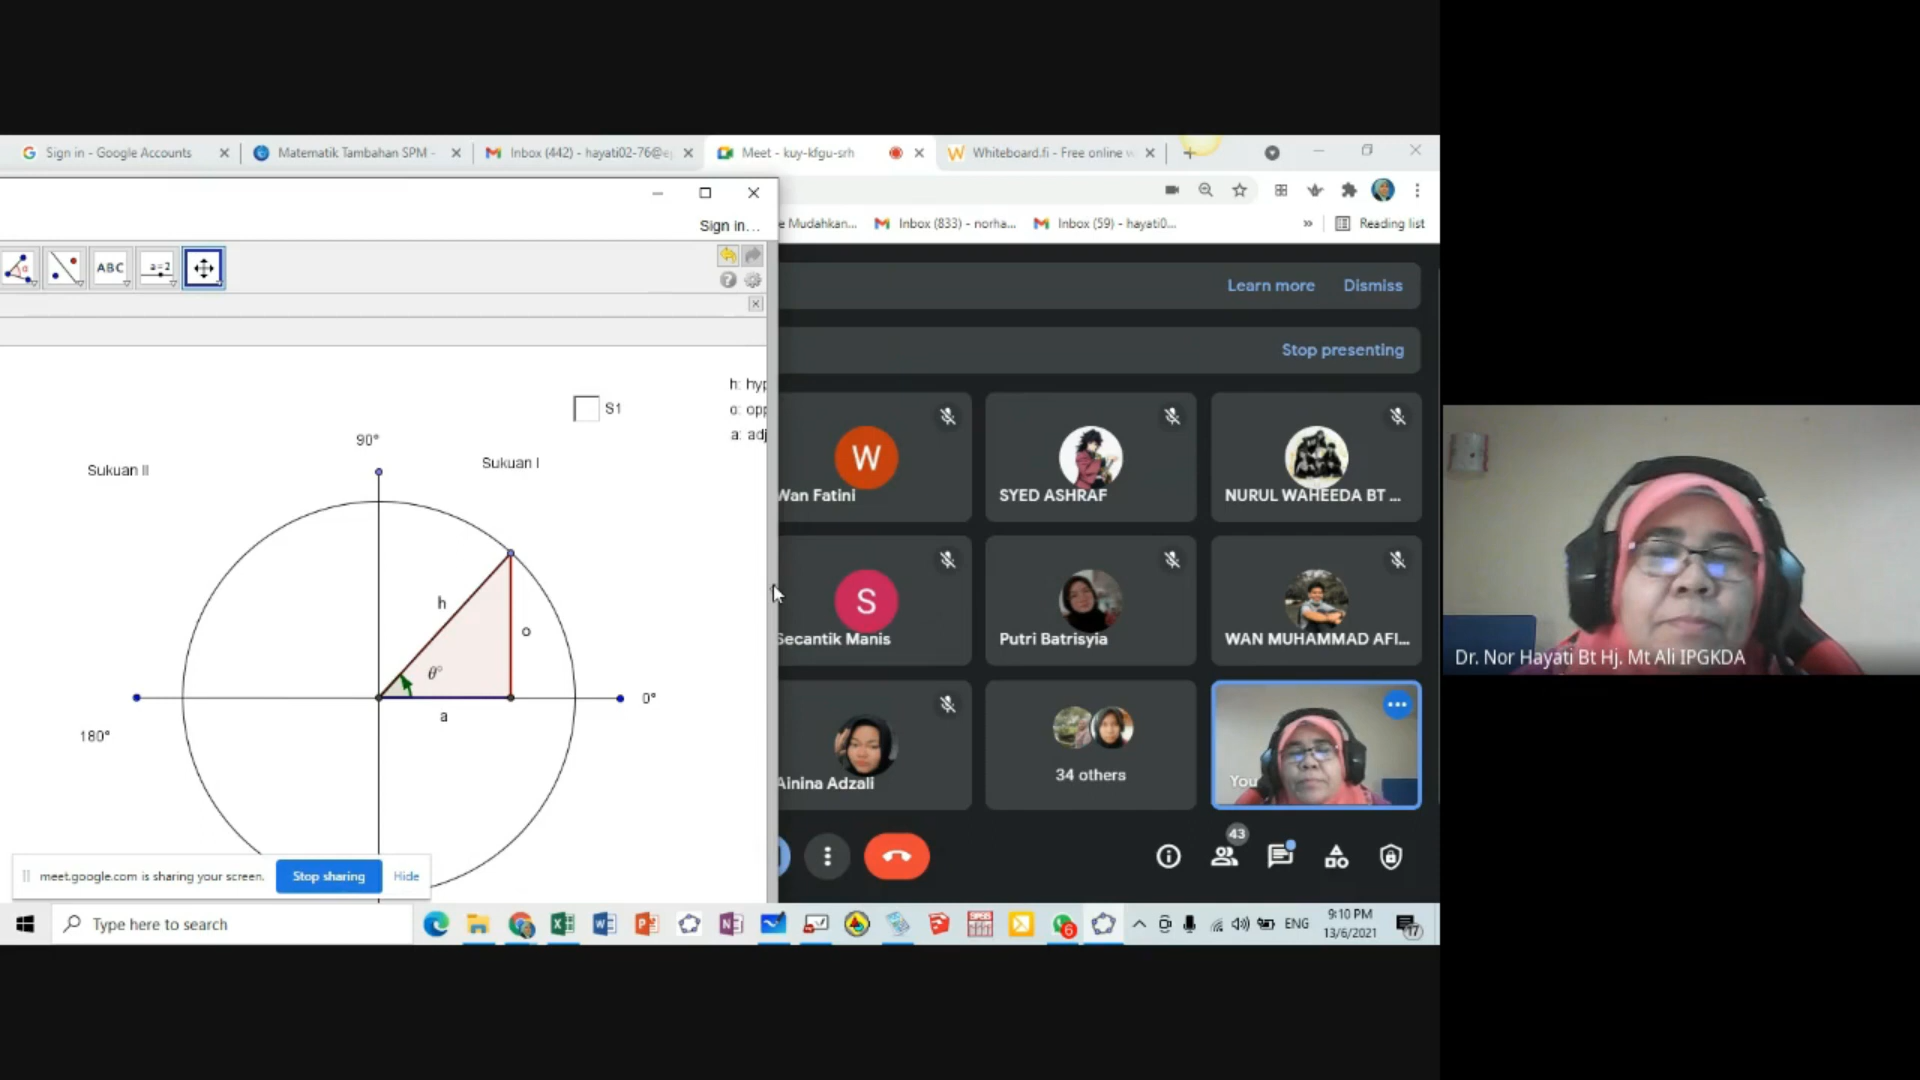 Sign in - Google Accounts
Matematik Tambahan SPM -
Inbox (442) - hayati02-76@e
Meet - kuy-kfgu-srh
Whiteboard.fi - Free online w
Sign in...
e Mudahkan...
Inbox (833) - norha...
Inbox (59) - hayati0...
»
Reading list
ABC
a=2
Learn more
Dismiss
Stop presenting
h: hyp
o: opp
a: adj
S1
90°
Sukuan II
Sukuan I
h
o
θ°
a
0°
180°
W
Wan Fatini
SYED ASHRAF
NURUL WAHEEDA BT ...
S
Secantik Manis
Putri Batrisyia
WAN MUHAMMAD AFI...
Ainina Adzali
34 others
You
43
Dr. Nor Hayati Bt Hj. Mt Ali IPGKDA
meet.google.com is sharing your screen.
Stop sharing
Hide
Type here to search
6
ENG
9:10 PM
13/6/2021
17